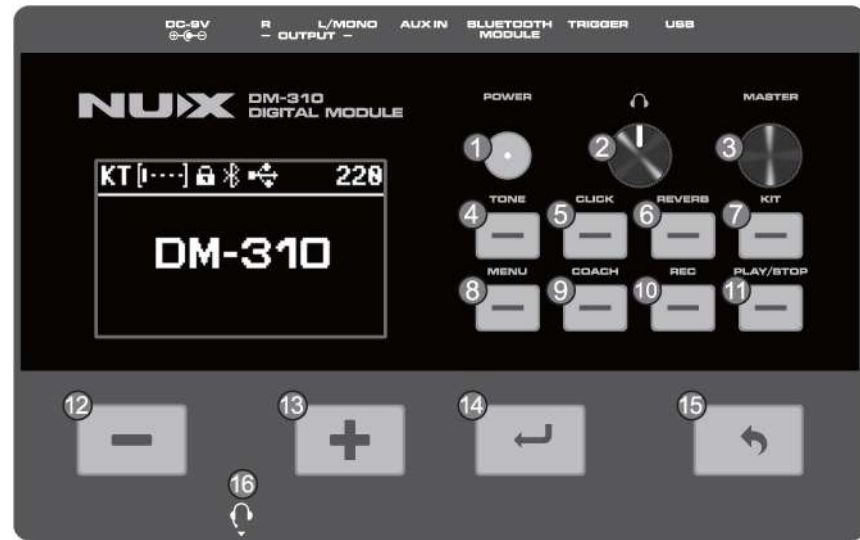 DC-9V R L/MONO AUX IN BLUETOOTH TRIGGER USB
– OUTPUT – MODULE
NUX DM-310 DIGITAL MODULE
POWER MASTER
1 2 3
KT [ı····] 220
DM-310
TONE CLICK REVERB KIT
4 5 6 7
MENU COACH REC PLAY/STOP
8 9 10 11
12 13 14 15
16